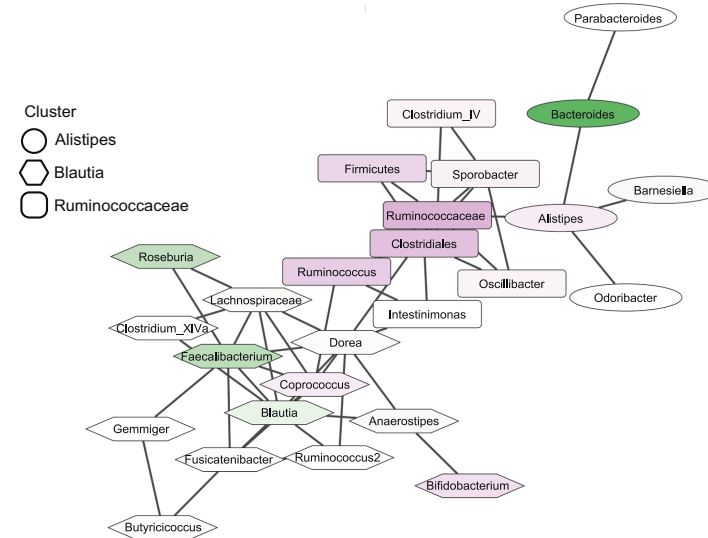 Parabacteroides
Clostridium_IV
Bacteroides
Cluster
Alistipes
Blautia
Ruminococcaceae
Firmicutes
Sporobacter
Barnesiella
Ruminococcaceae
Alistipes
Clostridiales
Roseburia
Ruminococcus
Oscillibacter
Odoribacter
Lachnospiraceae
Intestinimonas
Clostridium_XIVa
Dorea
Faecalibacterium
Coprococcus
Blautia
Anaerostipes
Gemmiger
Fusicatenibacter
Ruminococcus2
Bifidobacterium
Butyricicoccus